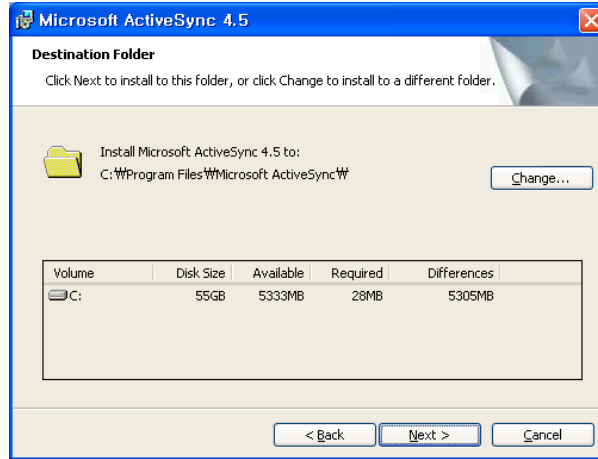 Microsoft ActiveSync 4.5
Destination Folder
Click Next to install to this folder, or click Change to install to a different folder.
Install Microsoft ActiveSync 4.5 to:
C:₩Program Files₩Microsoft ActiveSync₩
Change...
Volume Disk Size Available Required Differences
C: 55GB 5333MB 28MB 5305MB
< Back Next > Cancel